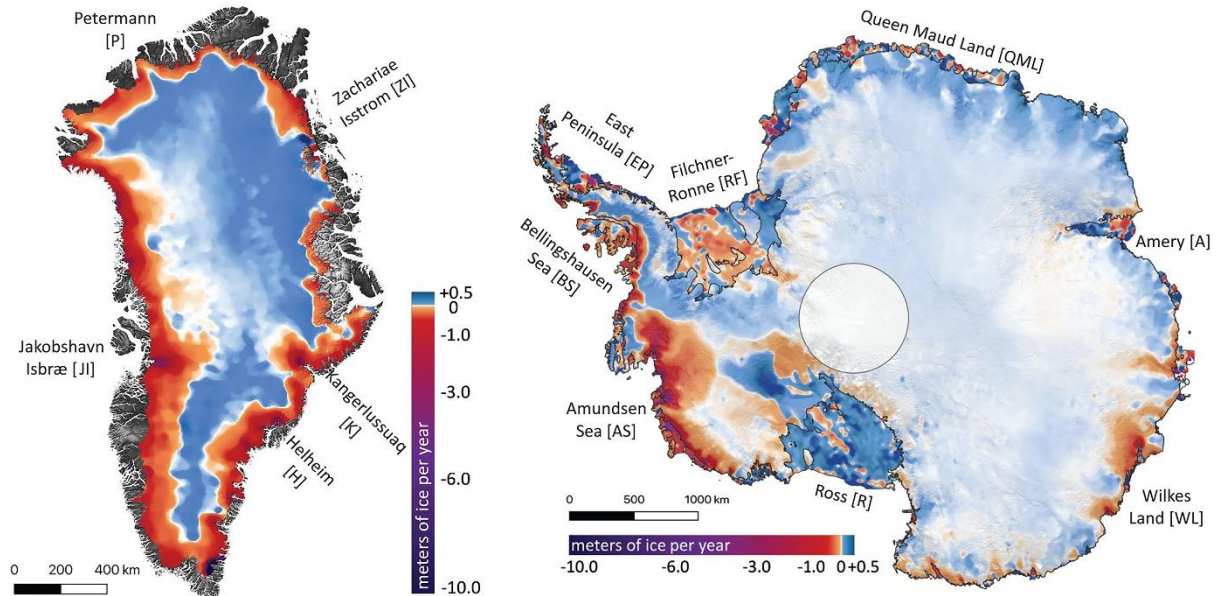 Petermann
[P]
Zachariae
Isstrom [ZI]
Jakobshavn
Isbræ [JI]
Kangerlussuaq
[K]
Helheim
[H]
0 200 400 km
+0.5
0
-1.0
-3.0
-6.0
-10.0
meters of ice per year
Queen Maud Land [QML]
East
Peninsula [EP]
Filchner-
Ronne [RF]
Bellingshausen
Sea [BS]
Amery [A]
Amundsen
Sea [AS]
Ross [R]
Wilkes
Land [WL]
0 500 1000 km
meters of ice per year
-10.0 -6.0 -3.0 -1.0 0 +0.5